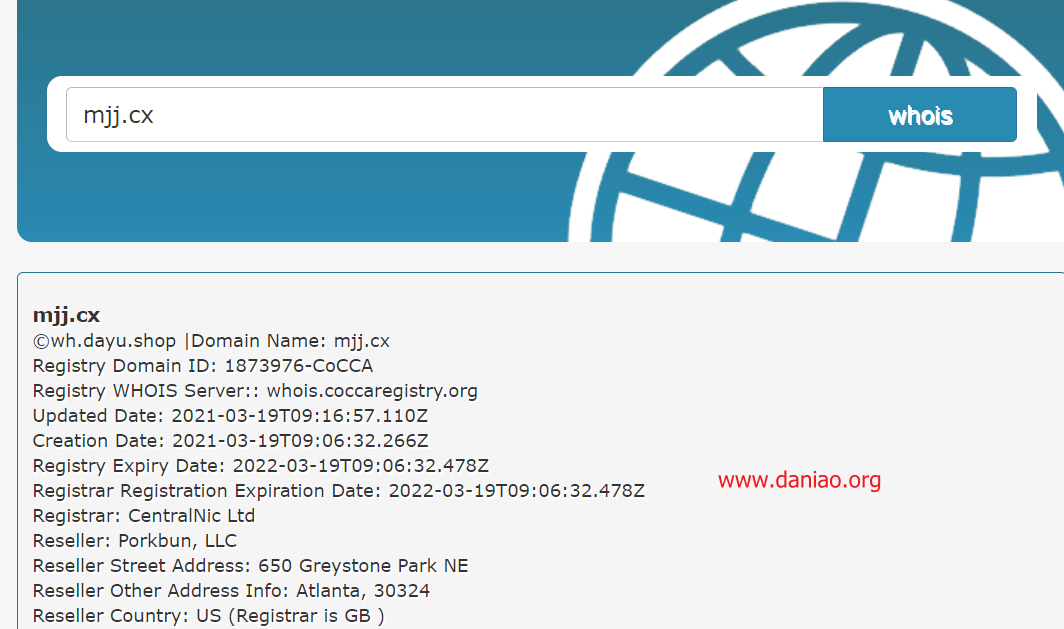 mjj.cx
whois
mjj.cx
©wh.dayu.shop |Domain Name: mjj.cx
Registry Domain ID: 1873976-CoCCA
Registry WHOIS Server:: whois.coccaregistry.org
Updated Date: 2021-03-19T09:16:57.110Z
Creation Date: 2021-03-19T09:06:32.266Z
Registry Expiry Date: 2022-03-19T09:06:32.478Z
Registrar Registration Expiration Date: 2022-03-19T09:06:32.478Z
www.daniao.org
Registrar: CentralNic Ltd
Reseller: Porkbun, LLC
Reseller Street Address: 650 Greystone Park NE
Reseller Other Address Info: Atlanta, 30324
Reseller Country: US (Registrar is GB )